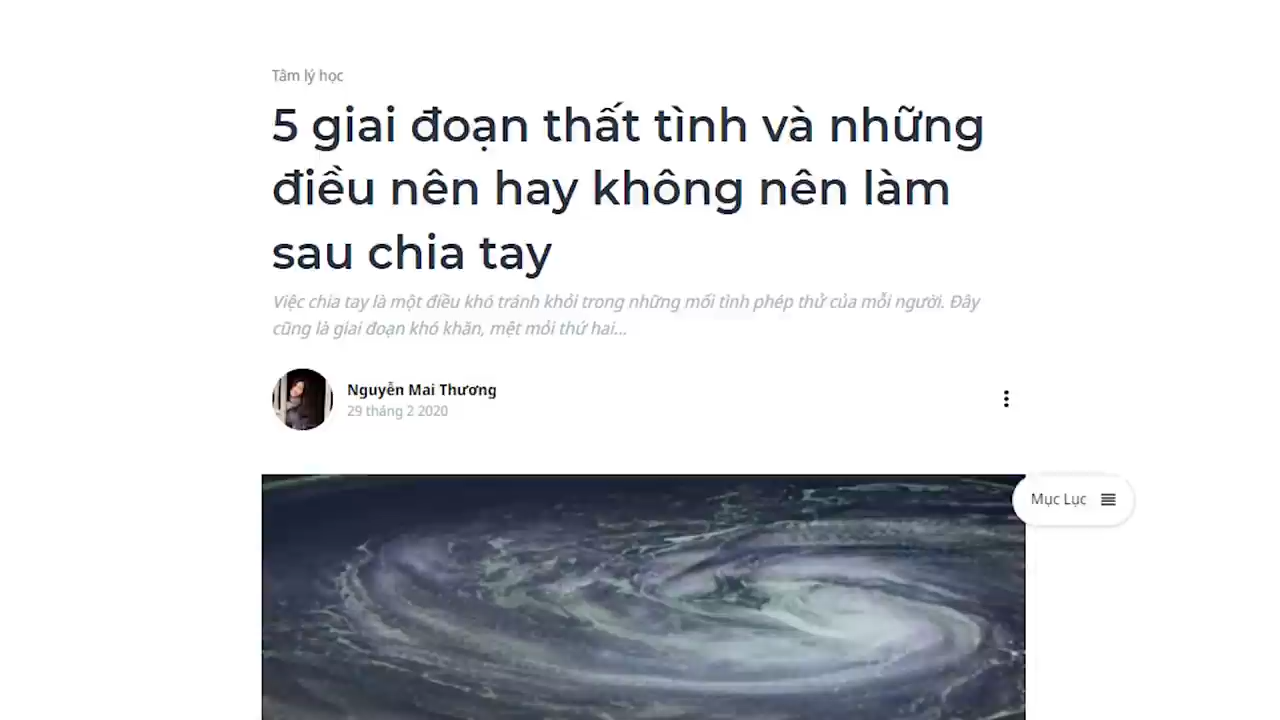 Tâm lý học
5 giai đoạn thất tình và những
điều nên hay không nên làm
sau chia tay
Việc chia tay là một điều khó tránh khỏi trong những mối tình phép thử của mỗi người. Đây
cũng là giai đoạn khó khăn, mệt mỏi thứ hai...
Nguyễn Mai Thương
29 tháng 2 2020
Mục Lục